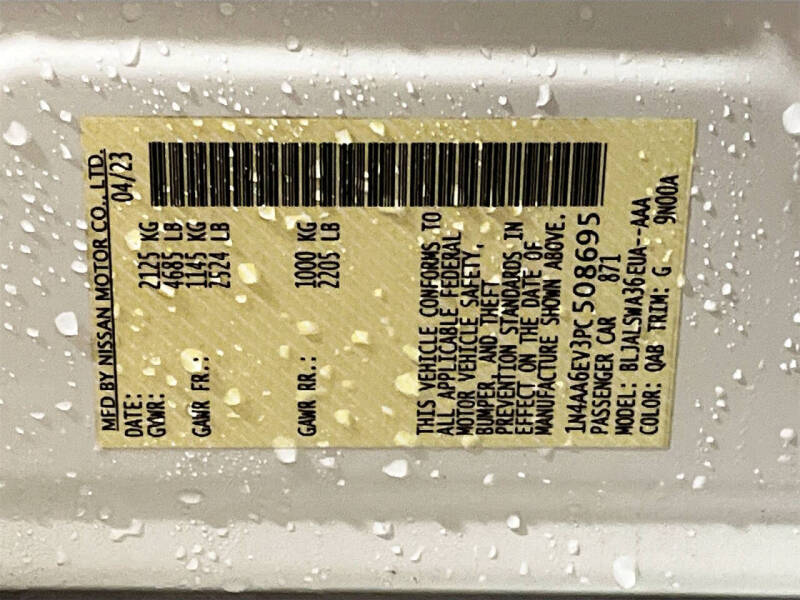 MFD BY NISSAN MOTOR CO., LTD.
DATE: 04/23
GVWR: 2125 KG
4685 LB
GAWR FR.: 1145 KG
2524 LB
GAWR RR.: 1000 KG
2205 LB
THIS VEHICLE CONFORMS TO
ALL APPLICABLE FEDERAL
MOTOR VEHICLE SAFETY,
BUMPER, AND THEFT
PREVENTION STANDARDS IN
EFFECT ON THE DATE OF
MANUFACTURE SHOWN ABOVE.
1N4AA6EV3PC508695
PASSENGER CAR 871
MODEL: BLJALSWA36EUA--AAA
COLOR: QAB TRIM: G 9N00A